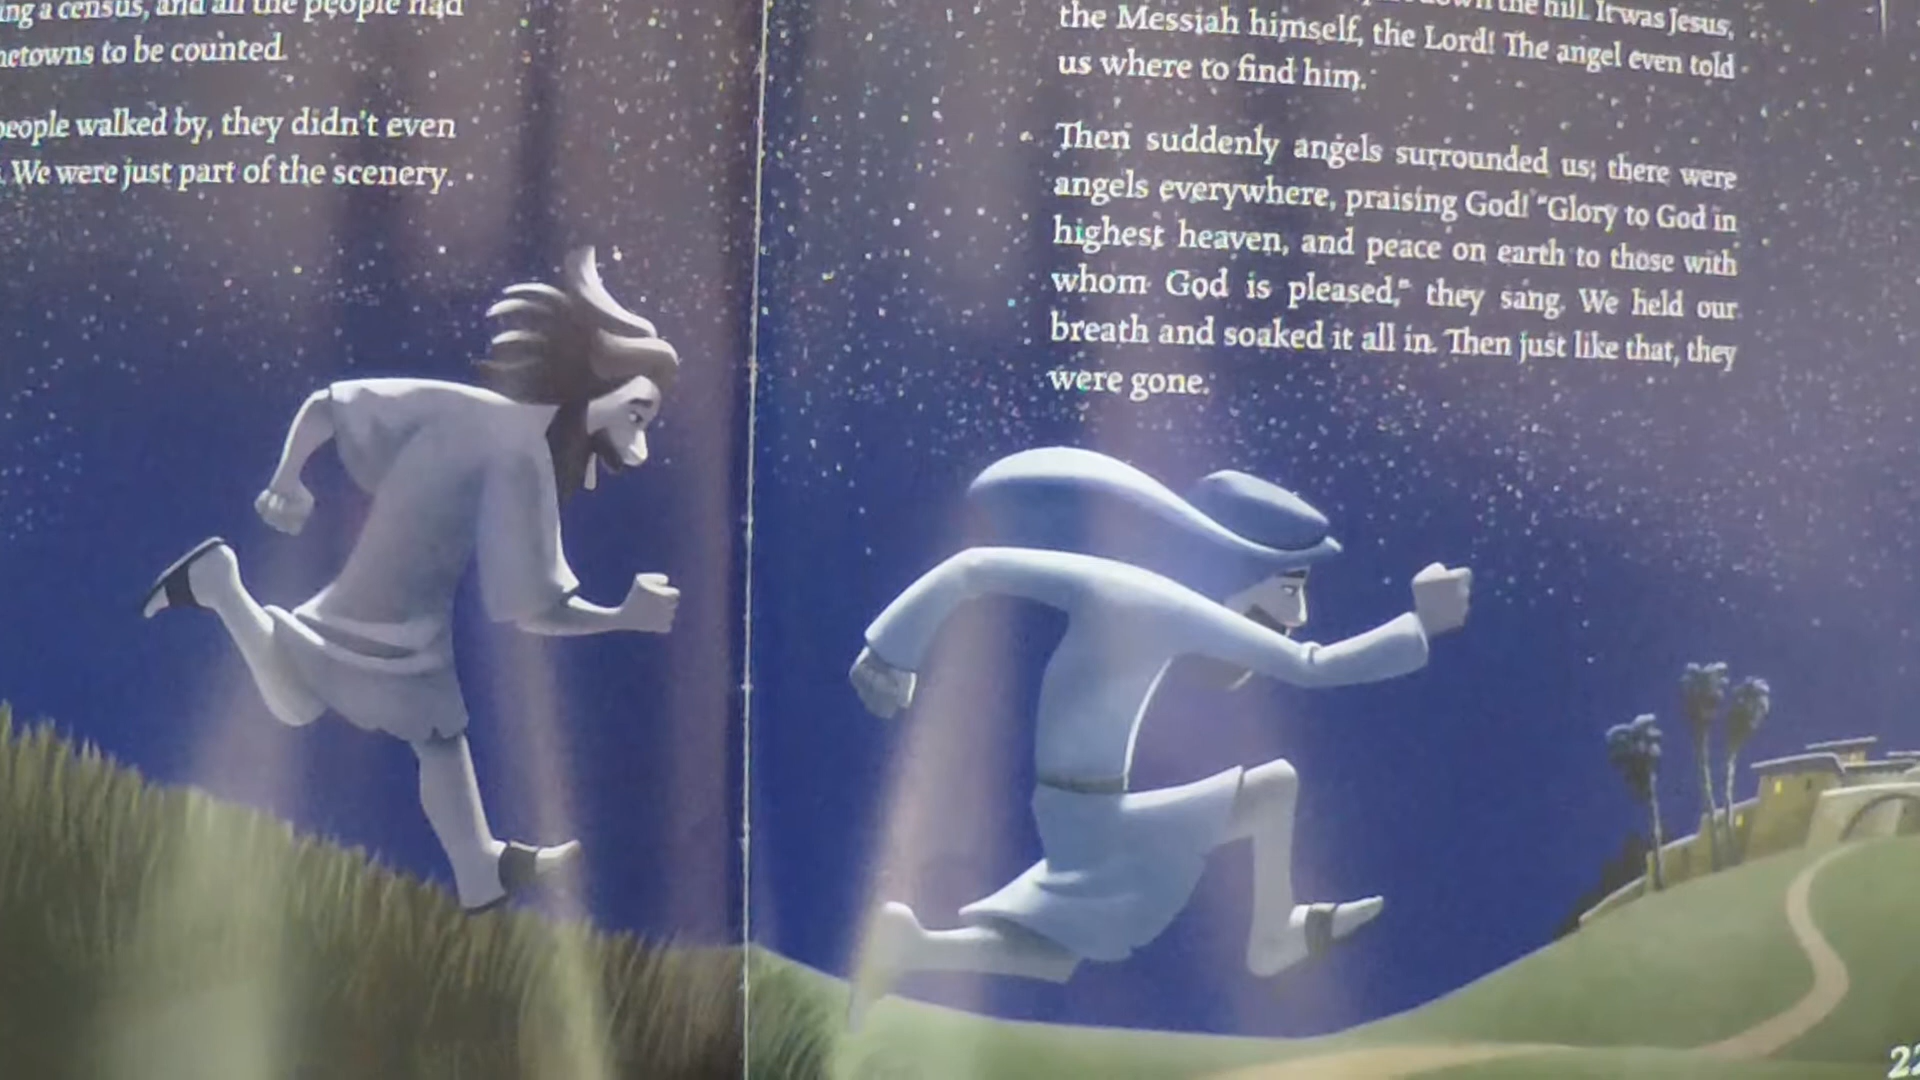 a census, and all the people had
to be counted.
people walked by, they didn't even
We were just part of the scenery.
the hill. It was Jesus,
the Messiah himself, the Lord! The angel even told
us where to find him.
Then suddenly angels surrounded us; there were
angels everywhere, praising God! "Glory to God in
highest heaven, and peace on earth to those with
whom God is pleased," they sang. We held our
breath and soaked it all in. Then just like that, they
were gone.